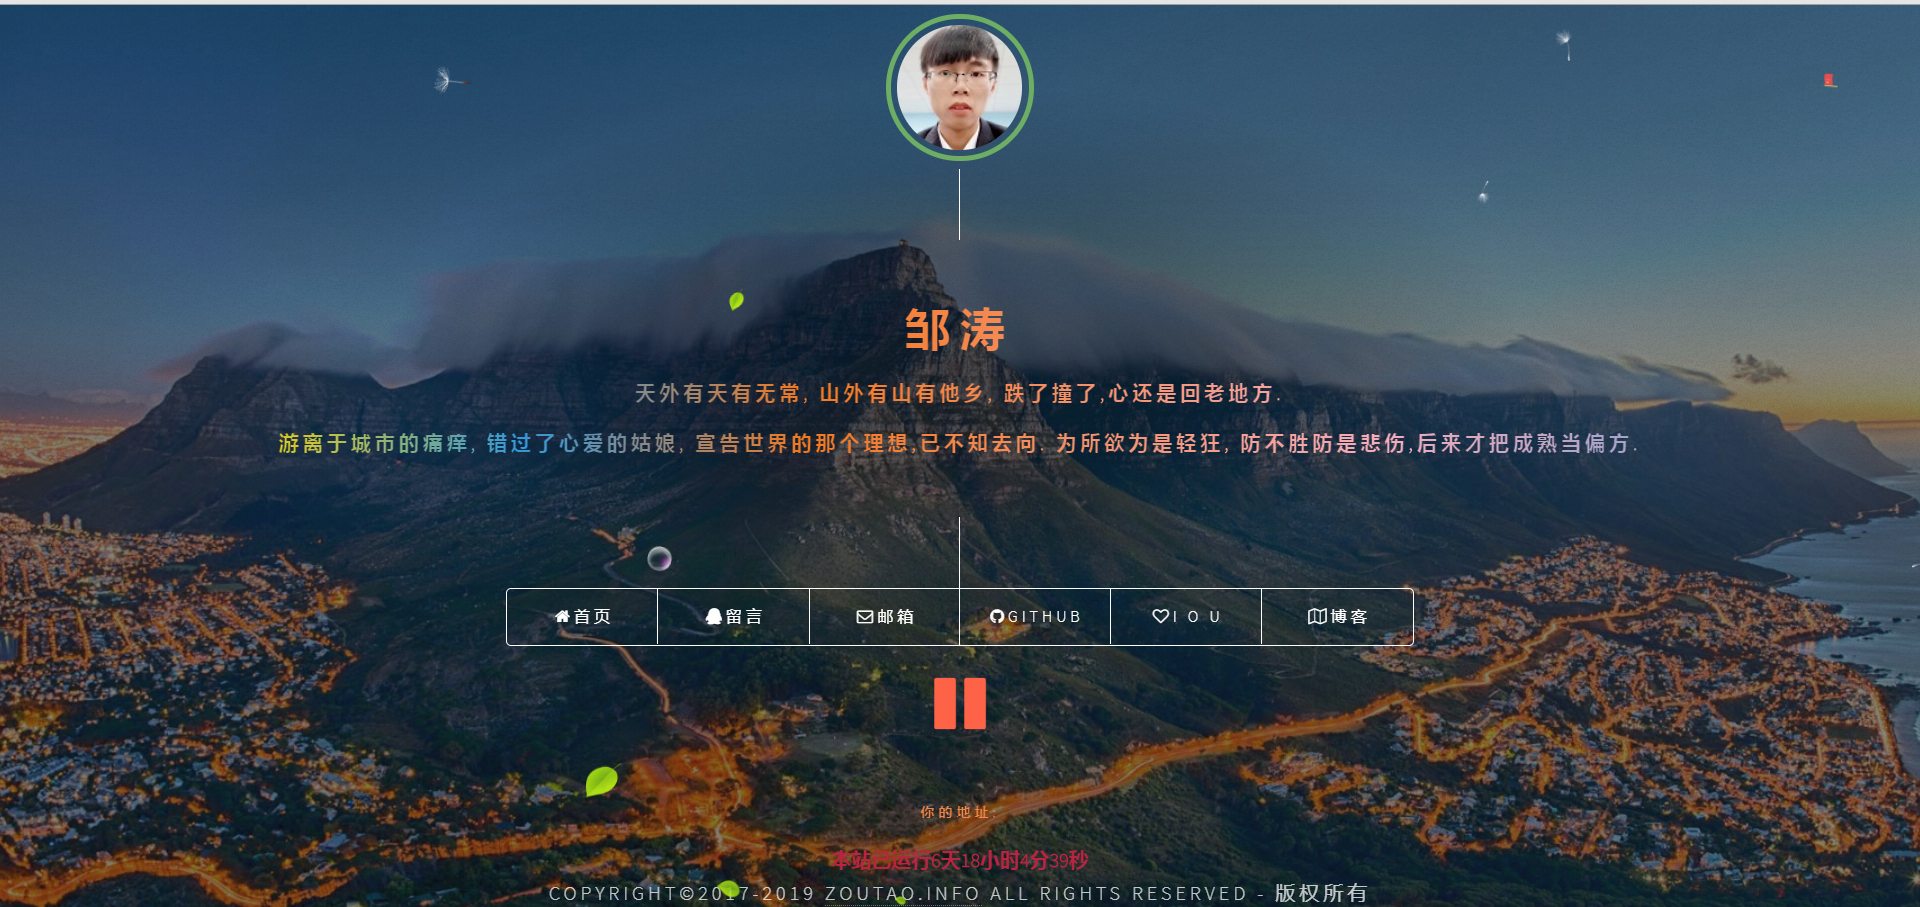 邹涛
天外有天有无常, 山外有山有他乡, 跌了撞了,心还是回老地方.
游离于城市的痛痒, 错过了心爱的姑娘, 宣告世界的那个理想,已不知去向. 为所欲为是轻狂, 防不胜防是悲伤,后来才把成熟当偏方.
首页 留言 邮箱 GITHUB I O U 博客
你的地址:
本站已运行6天18小时4分39秒
COPYRIGHT©2017-2019 ZOUTAO.INFO ALL RIGHTS RESERVED - 版权所有